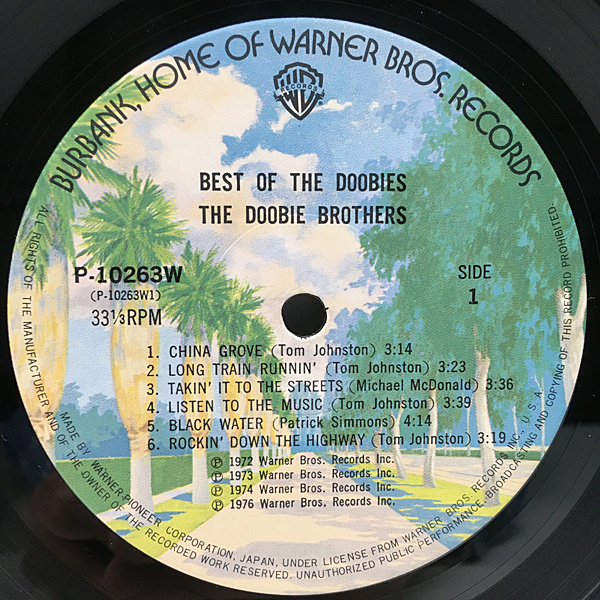 BURBANK, HOME OF WARNER BROS. RECORDS
WB
RECORDS
BEST OF THE DOOBIES
THE DOOBIE BROTHERS
P-10263W
(P-10263W1)
33⅓RPM
SIDE
1
1. CHINA GROVE (Tom Johnston) 3:14
2. LONG TRAIN RUNNIN' (Tom Johnston) 3:23
3. TAKIN' IT TO THE STREETS (Michael McDonald) 3:36
4. LISTEN TO THE MUSIC (Tom Johnston) 3:39
5. BLACK WATER (Patrick Simmons) 4:14
6. ROCKIN' DOWN THE HIGHWAY (Tom Johnston) 3:19
℗ 1972 Warner Bros. Records Inc.
℗ 1973 Warner Bros. Records Inc.
℗ 1974 Warner Bros. Records Inc.
℗ 1976 Warner Bros. Records Inc.
MADE BY WARNER-PIONEER CORPORATION, JAPAN, UNDER LICENSE FROM WARNER BROS. RECORDS INC., U.S.A.
ALL RIGHTS OF THE MANUFACTURER AND OF THE OWNER OF THE RECORDED WORK RESERVED. UNAUTHORIZED PUBLIC PERFORMANCE, BROADCASTING AND COPYING OF THIS RECORD PROHIBITED